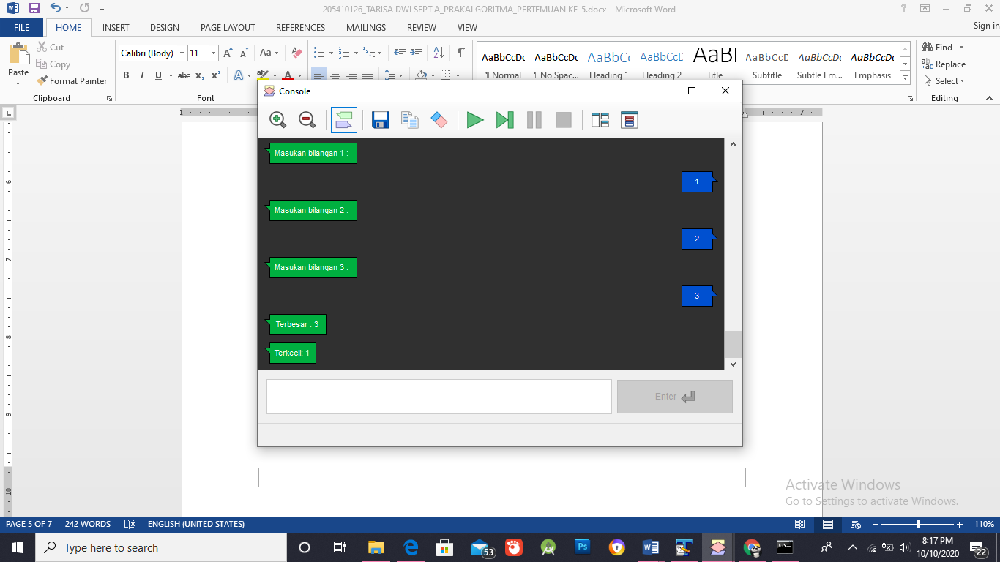 205410126_TARISA DWI SEPTIA_PRAKALGORITMA_PERTEMUAN KE-5.docx - Microsoft Word
FILE HOME INSERT DESIGN PAGE LAYOUT REFERENCES MAILINGS REVIEW VIEW Sign in
Paste
Cut
Copy
Format Painter
Clipboard
Calibri (Body) 11
Font
AaBbCcDc AaBbCcDc AaBbCc AaBbCcD AaB AaBbCcD AaBbCcDc AaBbCcDc
¶ Normal ¶ No Spac... Heading 1 Heading 2 Title Subtitle Subtle Em... Emphasis
Find
Replace
Select
Editing
Console
Masukan bilangan 1 :
1
Masukan bilangan 2 :
2
Masukan bilangan 3 :
3
Terbesar : 3
Terkecil: 1
Enter
Activate Windows
Go to Settings to activate Windows.
PAGE 5 OF 7 242 WORDS ENGLISH (UNITED STATES) 110%
Type here to search
53
Ps
8:17 PM
10/10/2020
22